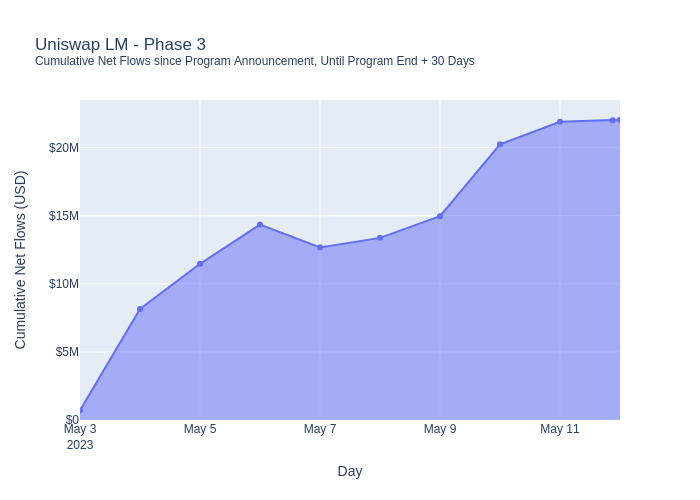 Uniswap LM - Phase 3
Cumulative Net Flows since Program Announcement, Until Program End + 30 Days
Cumulative Net Flows (USD)
$20M
$15M
$10M
$5M
$0
May 3
2023
May 5
May 7
May 9
May 11
Day